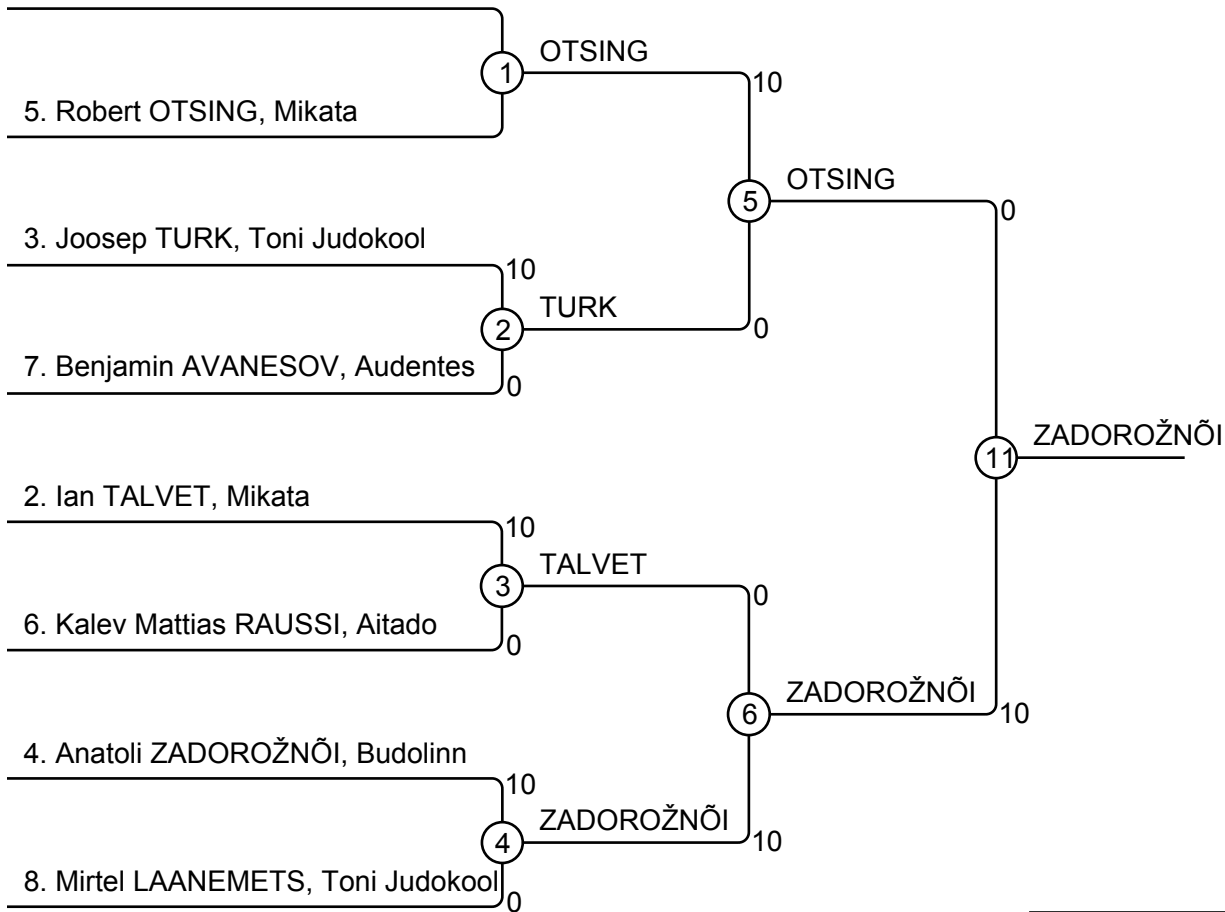 OTSING
1
10
5. Robert OTSING, Mikata
OTSING
5
0
3. Joosep TURK, Toni Judokool
10
TURK
2
0
7. Benjamin AVANESOV, Audentes
0
ZADOROŽNÕI
11
2. Ian TALVET, Mikata
10
TALVET
3
0
6. Kalev Mattias RAUSSI, Aitado
0
ZADOROŽNÕI
6
10
4. Anatoli ZADOROŽNÕI, Budolinn
10
ZADOROŽNÕI
4
10
8. Mirtel LAANEMETS, Toni Judokool
0